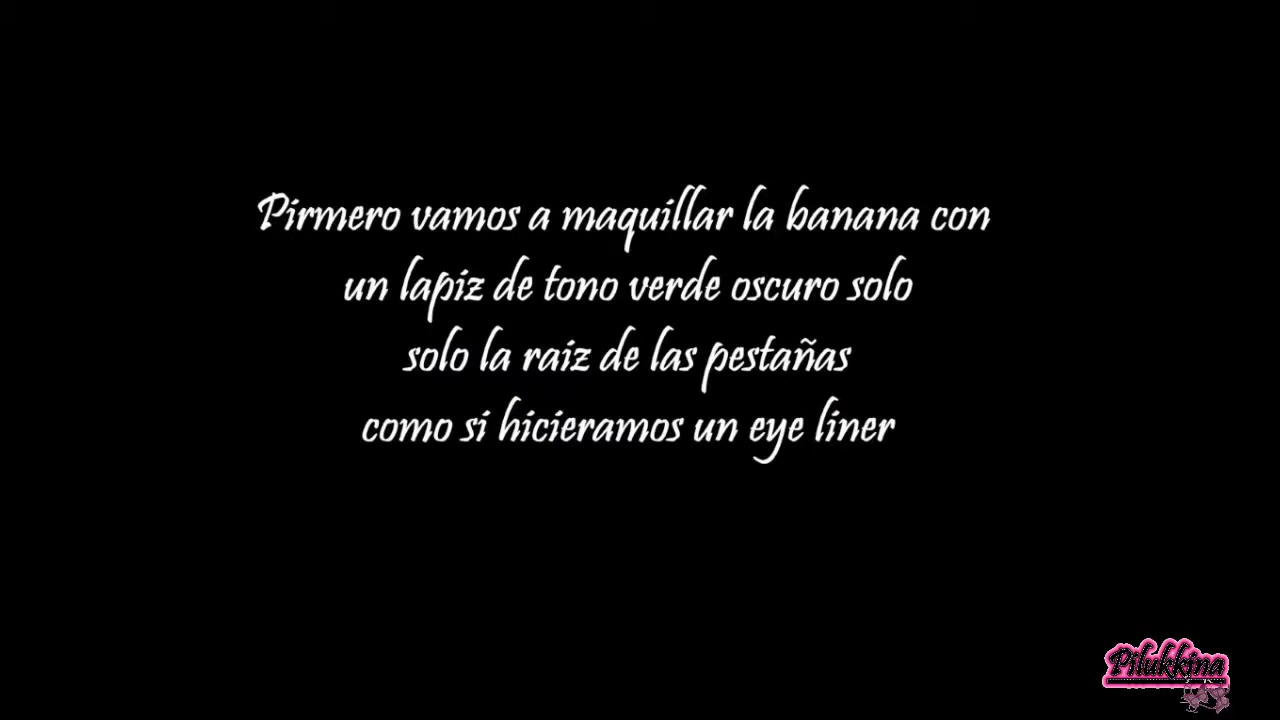 Pirmero vamos a maquillar la banana con
un lapiz de tono verde oscuro solo
solo la raiz de las pestañas
como si hicieramos un eye liner
Pilukkina